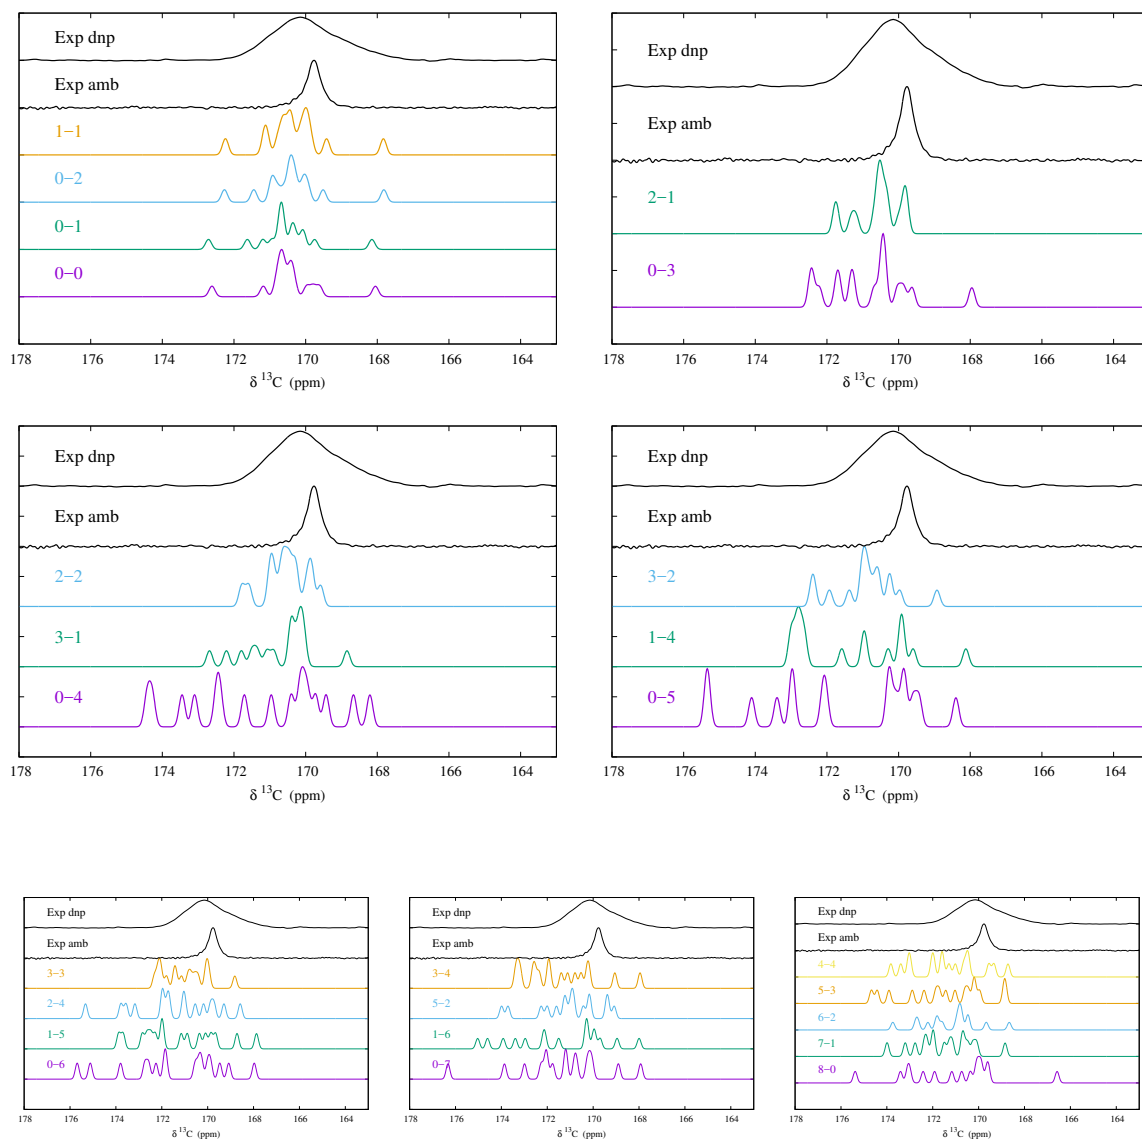 Exp dnp
Exp amb
1−1
0−2
0−1
0−0
178 176 174 172 170 168 166 164
δ ¹³C (ppm)
Exp dnp
Exp amb
2−1
0−3
178 176 174 172 170 168 166 164
δ ¹³C (ppm)
Exp dnp
Exp amb
2−2
3−1
0−4
178 176 174 172 170 168 166 164
δ ¹³C (ppm)
Exp dnp
Exp amb
3−2
1−4
0−5
178 176 174 172 170 168 166 164
δ ¹³C (ppm)
Exp dnp
Exp amb
3−3
2−4
1−5
0−6
178 176 174 172 170 168 166 164
δ ¹³C (ppm)
Exp dnp
Exp amb
3−4
5−2
1−6
0−7
178 176 174 172 170 168 166 164
δ ¹³C (ppm)
Exp dnp
Exp amb
4−4
5−3
6−2
7−1
8−0
178 176 174 172 170 168 166 164
δ ¹³C (ppm)